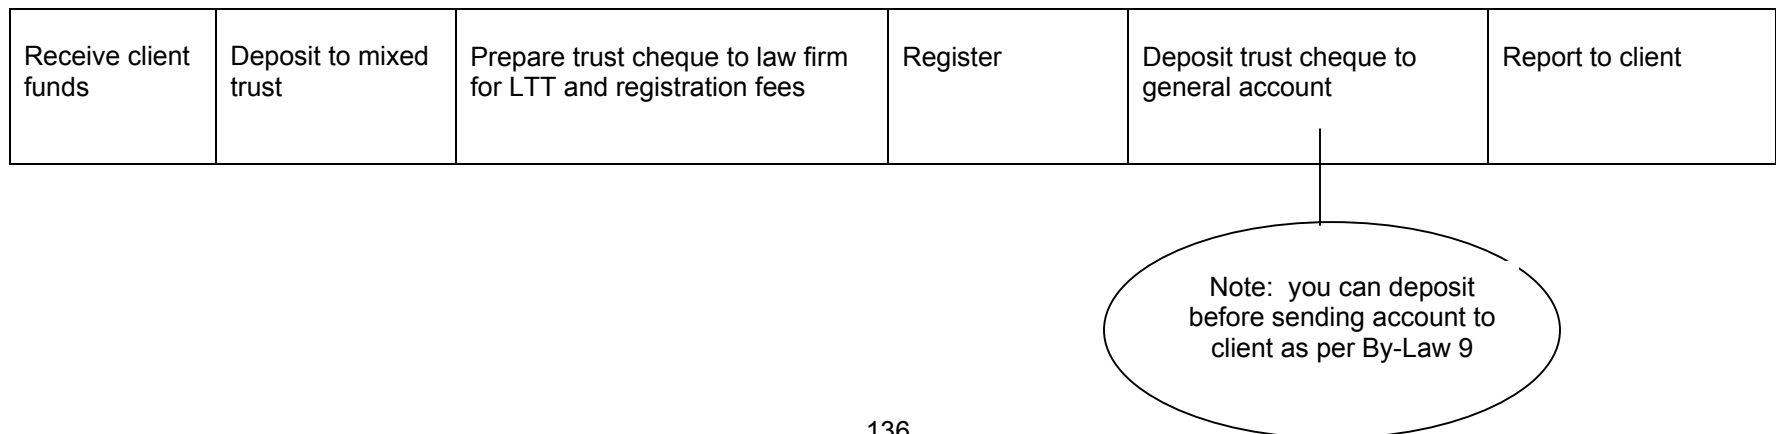 Receive client
funds
Deposit to mixed
trust
Prepare trust cheque to law firm
for LTT and registration fees
Register
Deposit trust cheque to
general account
Report to client
Note:  you can deposit
before sending account to
client as per By-Law 9
136